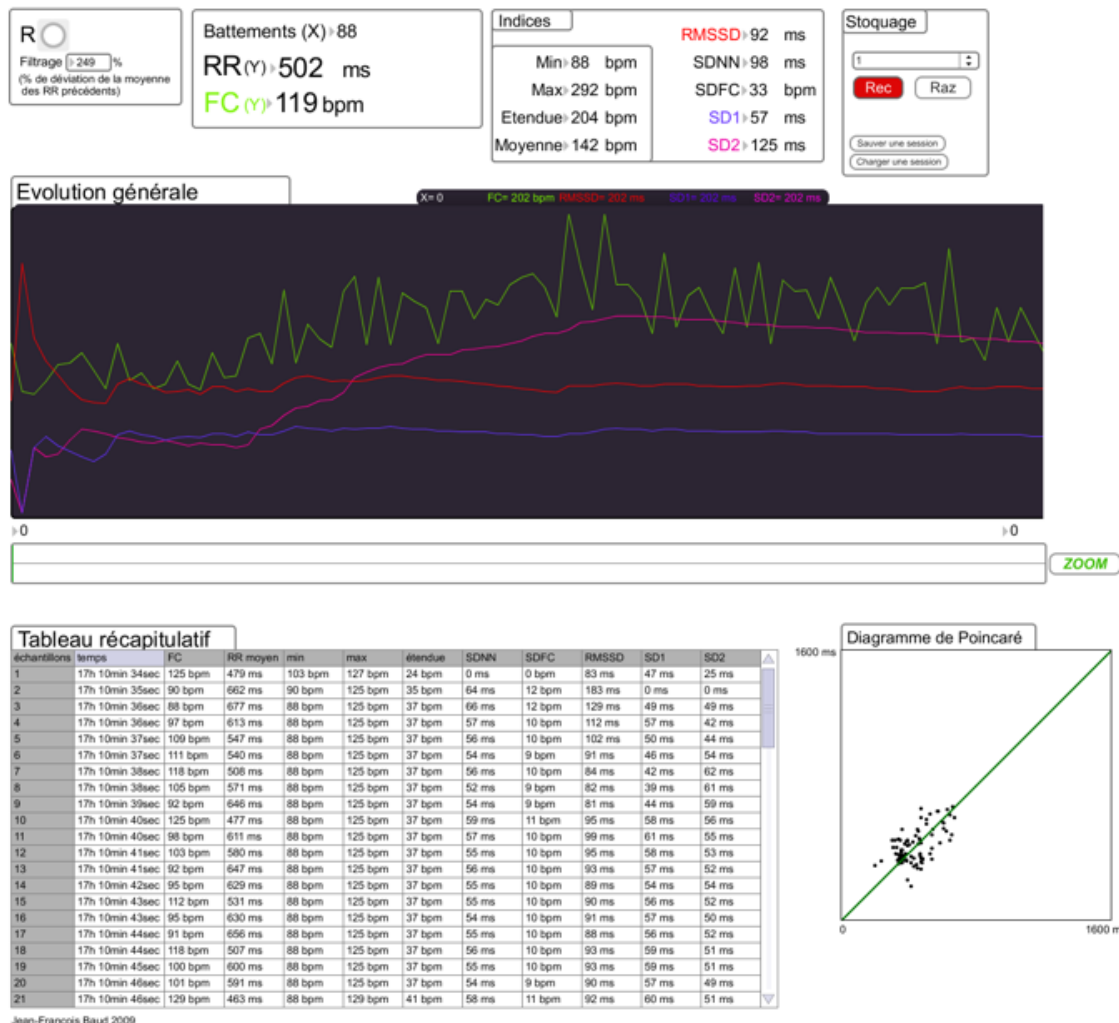 R
Filtrage 249 %
(% de déviation de la moyenne
des RR précédents)
Battements (X) 88
RR (Y) 502 ms
FC (Y) 119 bpm
Indices
Min 88 bpm
Max 292 bpm
Etendue 204 bpm
Moyenne 142 bpm
RMSSD 92 ms
SDNN 98 ms
SDFC 33 bpm
SD1 57 ms
SD2 125 ms
Stoquage
1
Rec Raz
Sauver une session
Charger une session
Evolution générale
X= 0 FC= 202 bpm RMSSD= 202 ms SD1= 202 ms SD2= 202 ms
0 0
ZOOM
Tableau récapitulatif
échantillons temps FC RR moyen min max étendue SDNN SDFC RMSSD SD1 SD2
1 17h 10min 34sec 125 bpm 479 ms 103 bpm 127 bpm 24 bpm 0 ms 0 bpm 83 ms 47 ms 25 ms
2 17h 10min 35sec 90 bpm 662 ms 90 bpm 125 bpm 35 bpm 64 ms 12 bpm 183 ms 0 ms 0 ms
3 17h 10min 36sec 88 bpm 677 ms 88 bpm 125 bpm 37 bpm 66 ms 12 bpm 129 ms 49 ms 49 ms
4 17h 10min 36sec 97 bpm 613 ms 88 bpm 125 bpm 37 bpm 57 ms 10 bpm 112 ms 57 ms 42 ms
5 17h 10min 37sec 109 bpm 547 ms 88 bpm 125 bpm 37 bpm 56 ms 10 bpm 102 ms 50 ms 44 ms
6 17h 10min 37sec 111 bpm 540 ms 88 bpm 125 bpm 37 bpm 54 ms 9 bpm 91 ms 46 ms 54 ms
7 17h 10min 38sec 118 bpm 508 ms 88 bpm 125 bpm 37 bpm 56 ms 10 bpm 84 ms 42 ms 62 ms
8 17h 10min 38sec 105 bpm 571 ms 88 bpm 125 bpm 37 bpm 52 ms 9 bpm 82 ms 39 ms 61 ms
9 17h 10min 39sec 92 bpm 646 ms 88 bpm 125 bpm 37 bpm 54 ms 9 bpm 81 ms 44 ms 59 ms
10 17h 10min 40sec 125 bpm 477 ms 88 bpm 125 bpm 37 bpm 59 ms 11 bpm 95 ms 58 ms 56 ms
11 17h 10min 40sec 98 bpm 611 ms 88 bpm 125 bpm 37 bpm 57 ms 10 bpm 99 ms 61 ms 55 ms
12 17h 10min 41sec 103 bpm 580 ms 88 bpm 125 bpm 37 bpm 55 ms 10 bpm 95 ms 58 ms 53 ms
13 17h 10min 41sec 92 bpm 647 ms 88 bpm 125 bpm 37 bpm 56 ms 10 bpm 93 ms 57 ms 52 ms
14 17h 10min 42sec 95 bpm 629 ms 88 bpm 125 bpm 37 bpm 55 ms 10 bpm 89 ms 54 ms 54 ms
15 17h 10min 43sec 112 bpm 531 ms 88 bpm 125 bpm 37 bpm 55 ms 10 bpm 90 ms 56 ms 52 ms
16 17h 10min 43sec 95 bpm 630 ms 88 bpm 125 bpm 37 bpm 54 ms 10 bpm 91 ms 57 ms 50 ms
17 17h 10min 44sec 91 bpm 656 ms 88 bpm 125 bpm 37 bpm 55 ms 10 bpm 88 ms 56 ms 52 ms
18 17h 10min 44sec 118 bpm 507 ms 88 bpm 125 bpm 37 bpm 56 ms 10 bpm 93 ms 59 ms 51 ms
19 17h 10min 45sec 100 bpm 600 ms 88 bpm 125 bpm 37 bpm 55 ms 10 bpm 93 ms 59 ms 51 ms
20 17h 10min 46sec 101 bpm 591 ms 88 bpm 125 bpm 37 bpm 54 ms 9 bpm 90 ms 57 ms 49 ms
21 17h 10min 46sec 129 bpm 463 ms 88 bpm 129 bpm 41 bpm 58 ms 11 bpm 92 ms 60 ms 51 ms
Diagramme de Poincaré
1600 ms
0 1600 m
Jean-François Baud 2009